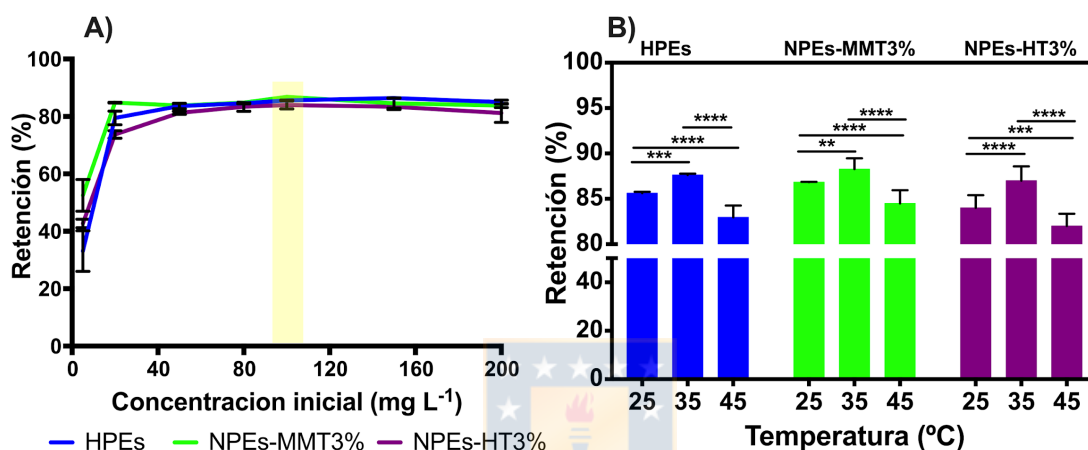 A)
Retención (%)
100
80
60
40
20
0
0 40 80 120 160 200
Concentracion inicial (mg L-1)
HPEs NPEs-MMT3% NPEs-HT3%
B)
HPEs NPEs-MMT3% NPEs-HT3%
Retención (%)
100
95
90
85
80
40
20
0
**** **** ***
**** **** **
**** *** ****
25 35 45 25 35 45 25 35 45
Temperatura (ºC)